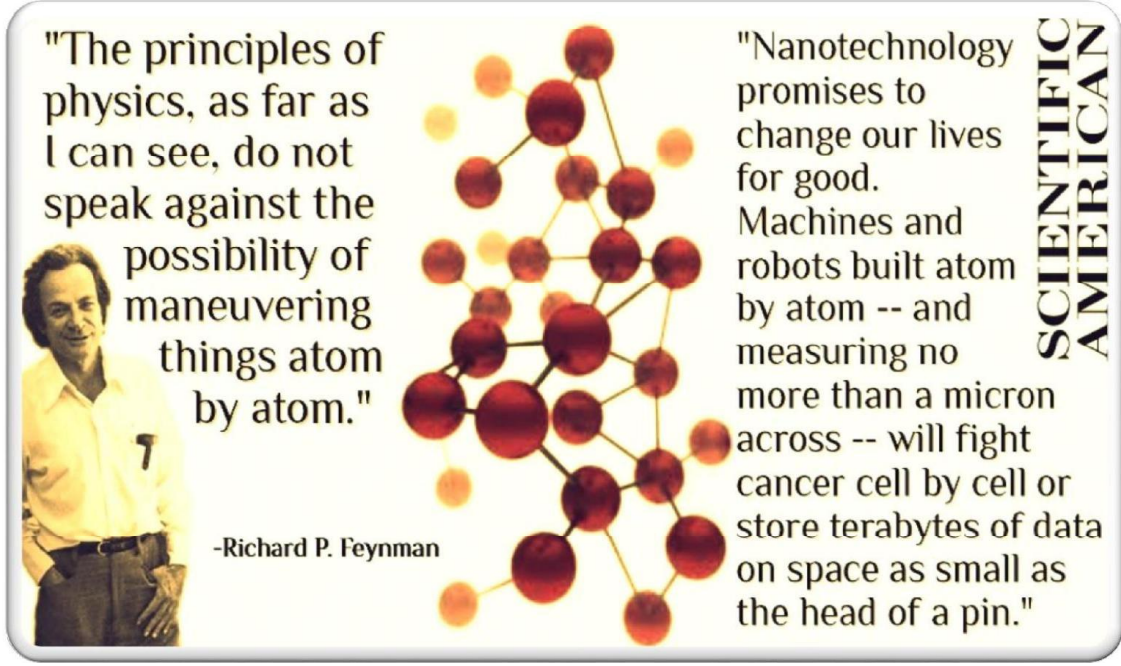 "The principles of
physics, as far as
I can see, do not
speak against the
possibility of
maneuvering
things atom
by atom."
-Richard P. Feynman
"Nanotechnology
promises to
change our lives
for good.
Machines and
robots built atom
by atom -- and
measuring no
more than a micron
across -- will fight
cancer cell by cell or
store terabytes of data
on space as small as
the head of a pin."
SCIENTIFIC
AMERICAN